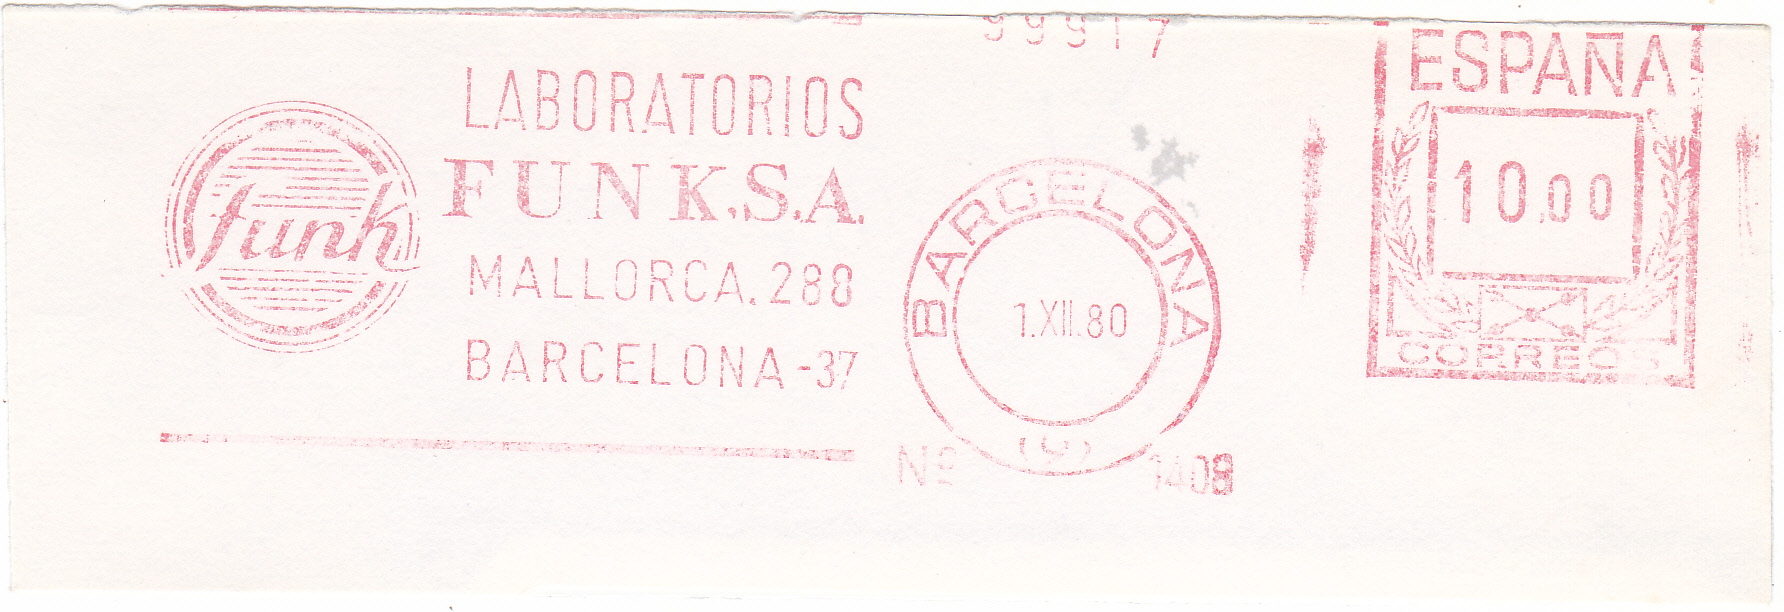 funk
LABORATORIOS
FUNK.S.A.
MALLORCA. 288
BARCELONA -37
99917
BARCELONA
1.XII.80
Nº 1408
ESPAÑA
10,00
CORREOS